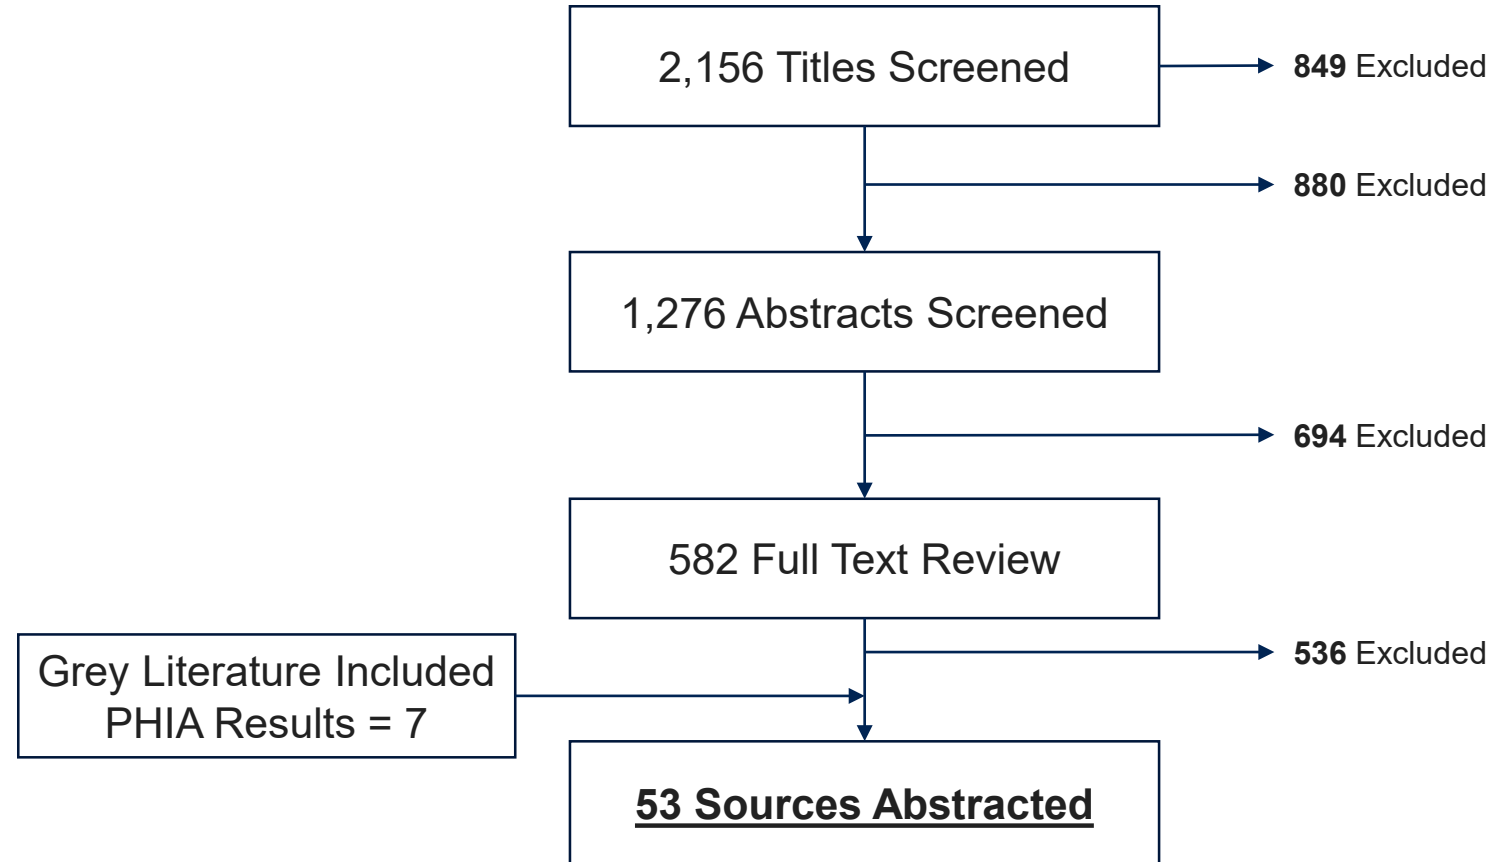 2,156 Titles Screened
849 Excluded
880 Excluded
1,276 Abstracts Screened
694 Excluded
582 Full Text Review
536 Excluded
Grey Literature Included
PHIA Results = 7
53 Sources Abstracted